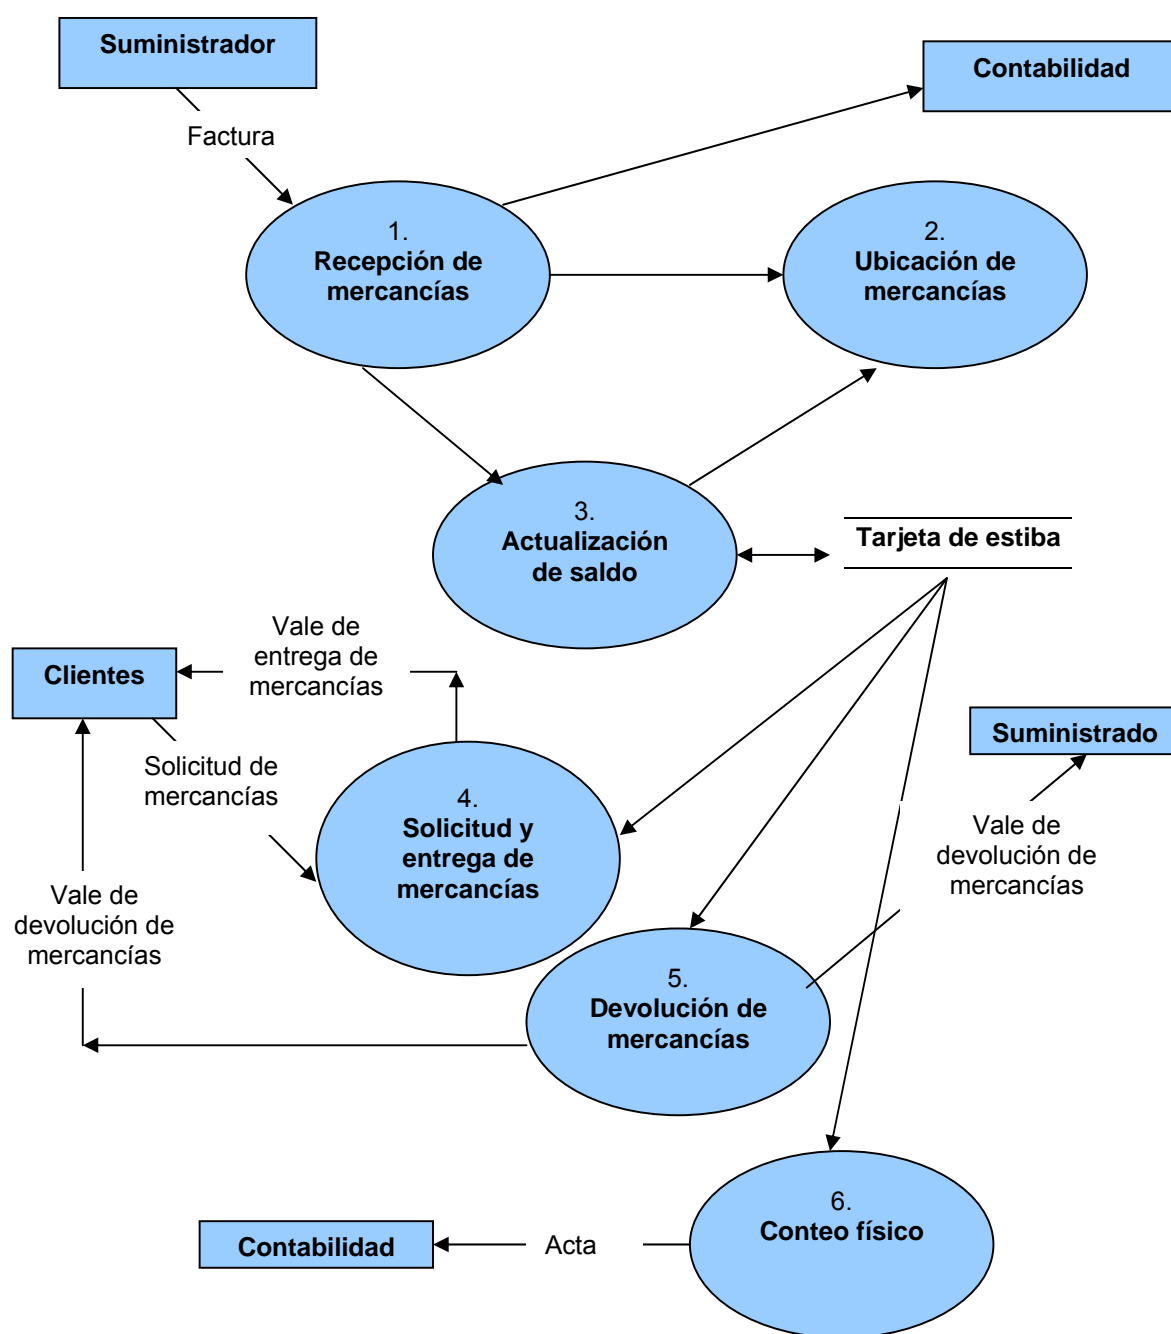 Suministrador
Contabilidad
Factura
1.
Recepción de
mercancías
2.
Ubicación de
mercancías
3.
Actualización
de saldo
Tarjeta de estiba
Vale de
entrega de
mercancías
Clientes
Solicitud de
mercancías
Suministrado
4.
Solicitud y
entrega de
mercancías
Vale de
devolución de
mercancías
Vale de
devolución de
mercancías
5.
Devolución de
mercancías
6.
Conteo físico
Contabilidad
Acta